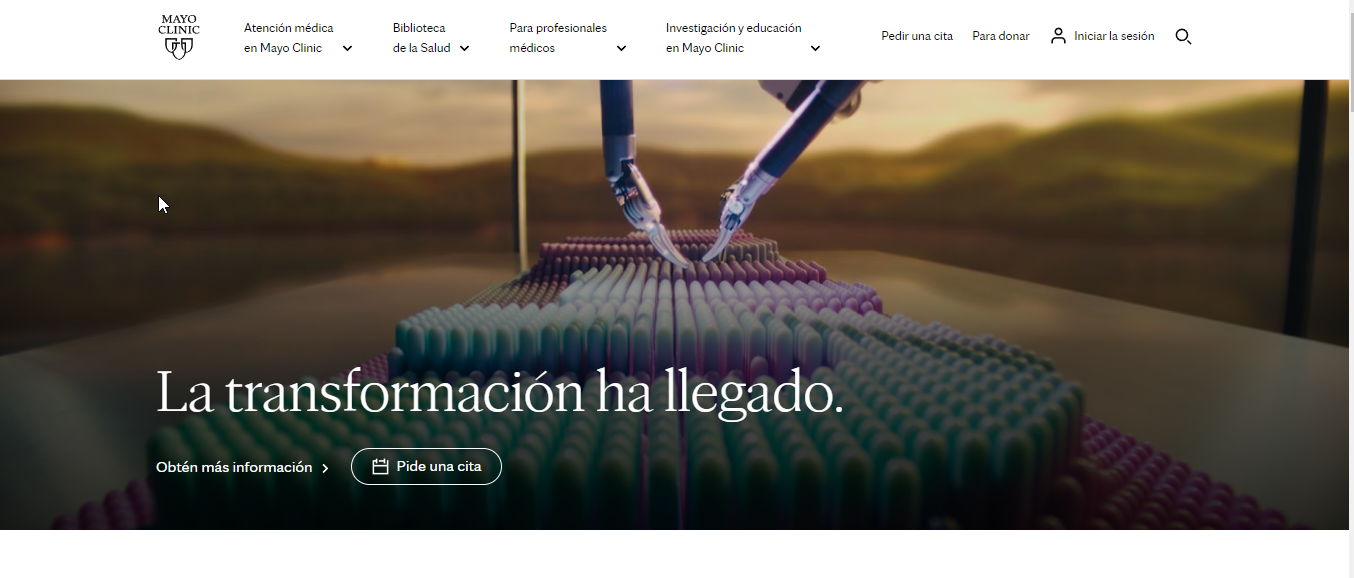 MAYO
CLINIC
Atención médica
en Mayo Clinic
Biblioteca
de la Salud
Para profesionales
médicos
Investigación y educación
en Mayo Clinic
Pedir una cita
Para donar
Iniciar la sesión
La transformación ha llegado.
Obtén más información
Pide una cita